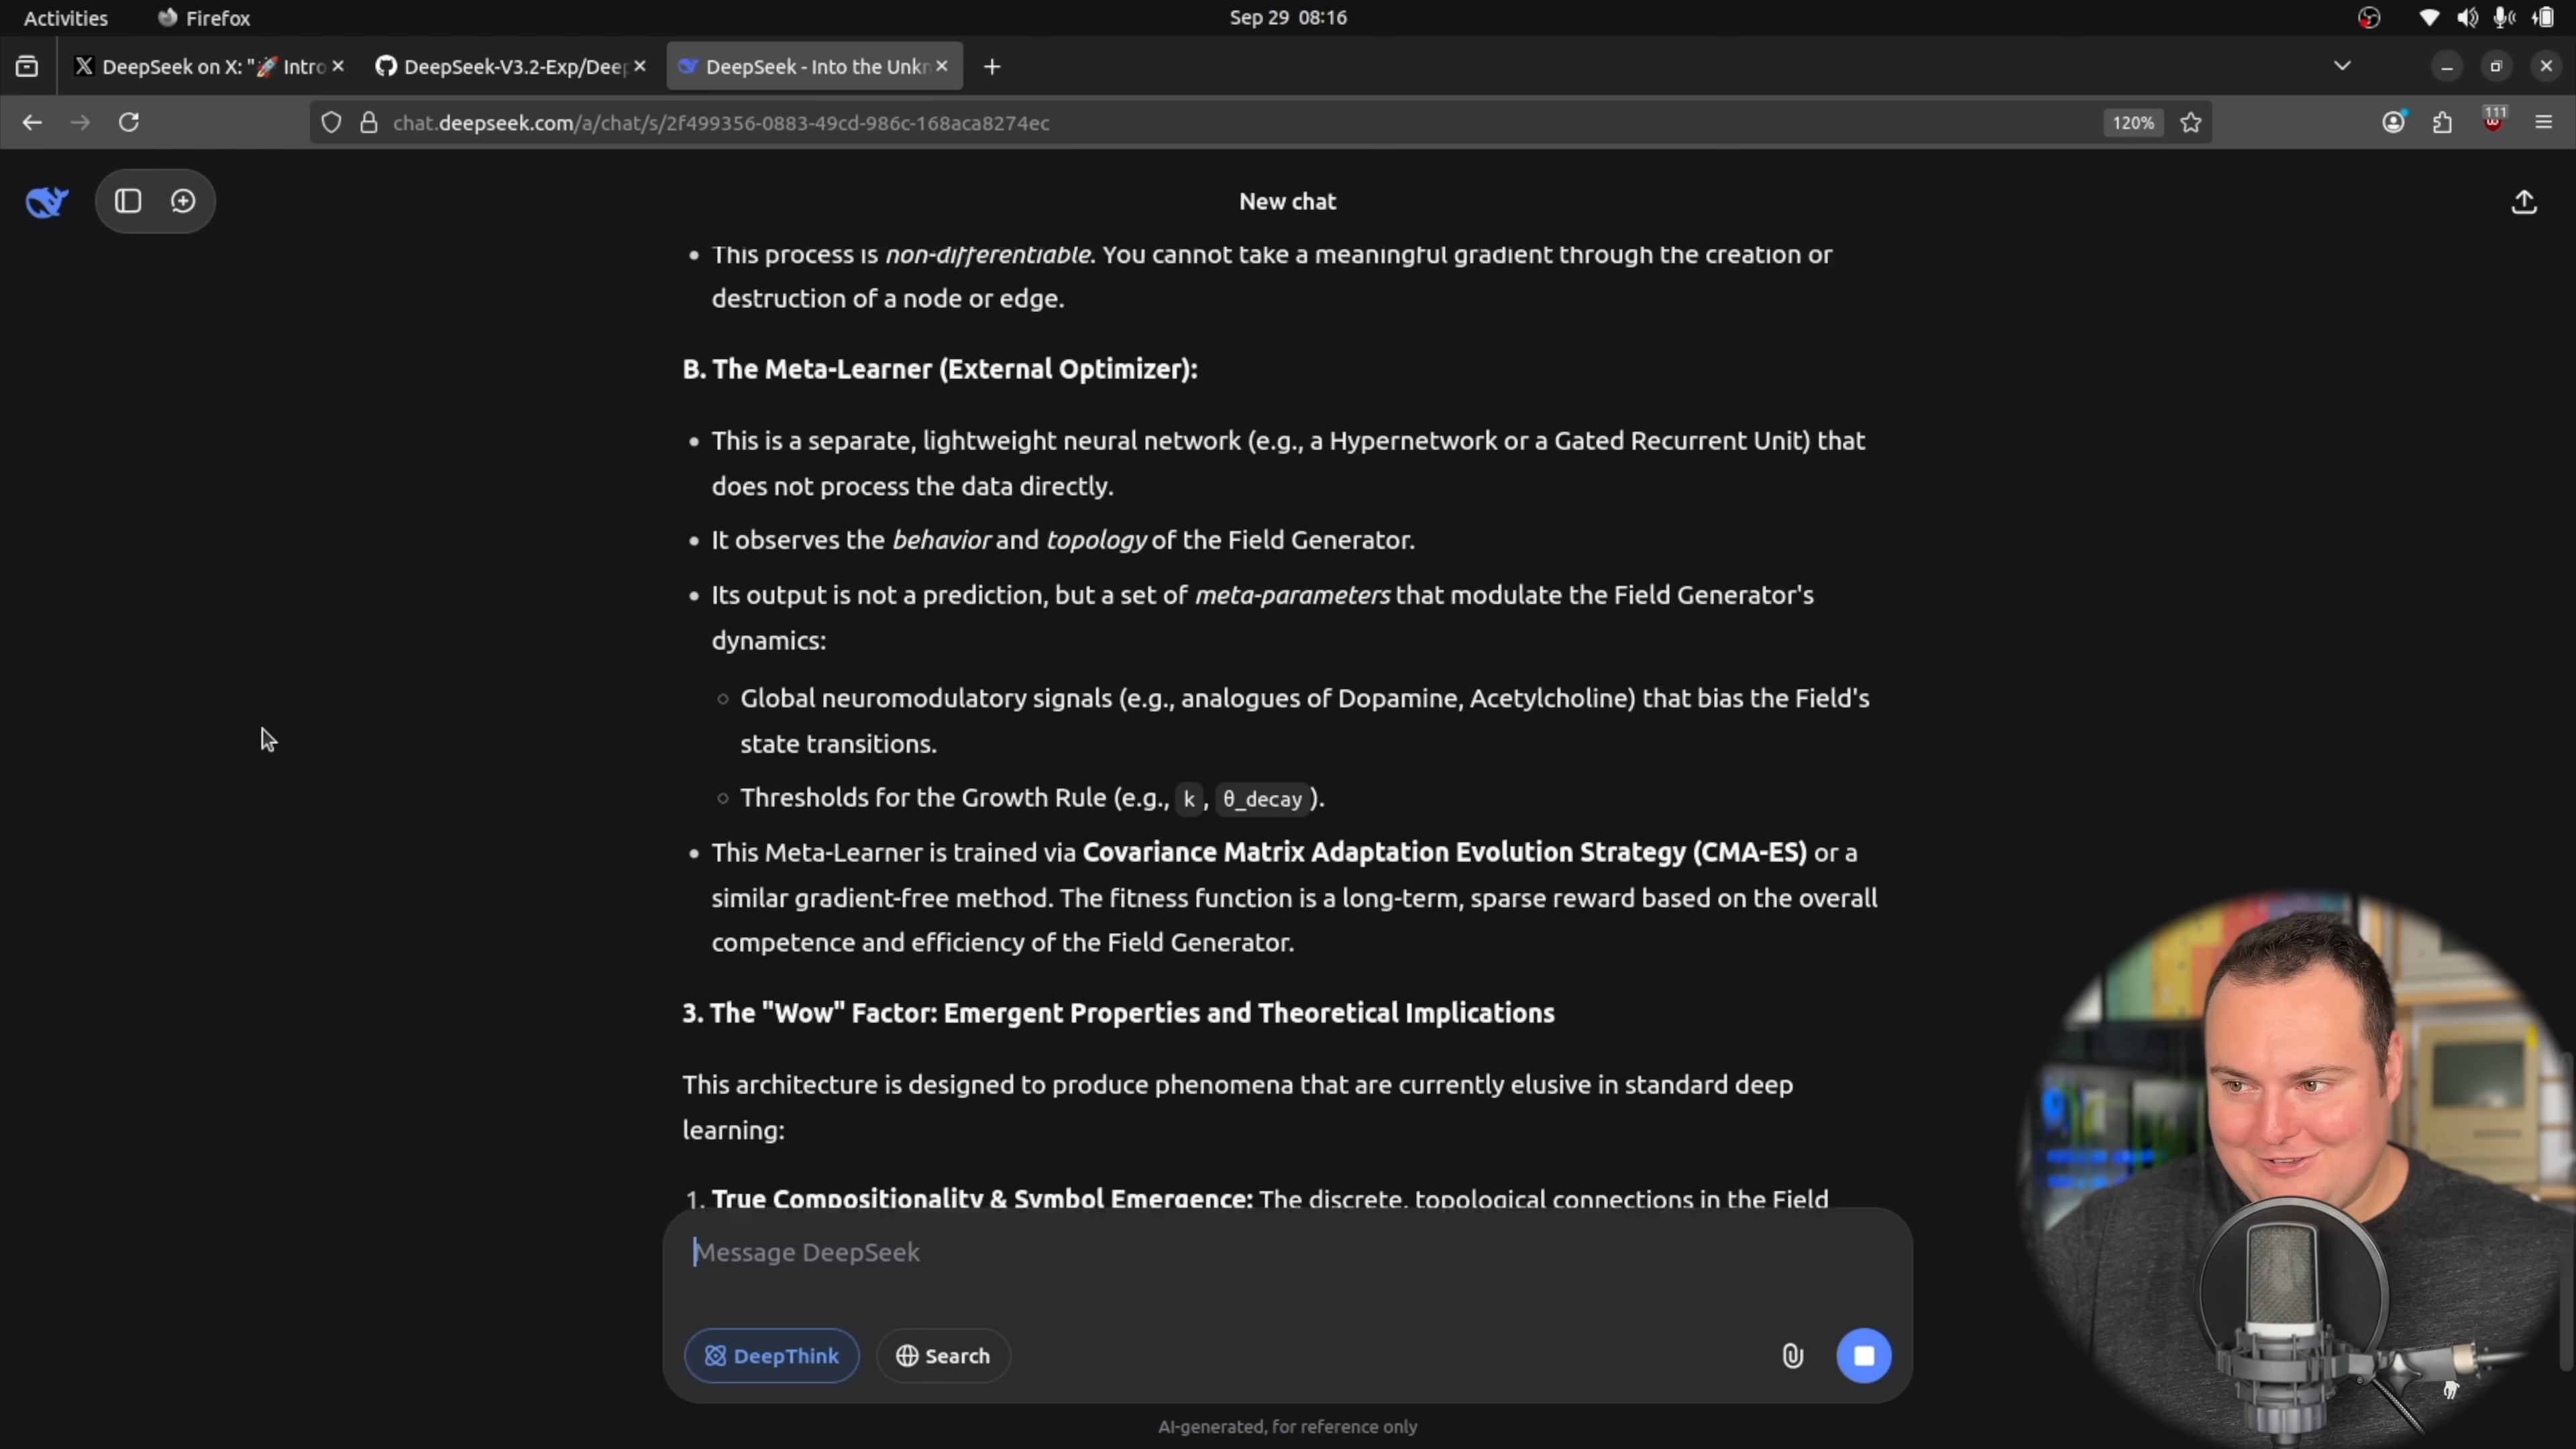 Activities Firefox Sep 29 08:16
DeepSeek on X: "🚀 Intro DeepSeek-V3.2-Exp/Deep DeepSeek - Into the Unkn
chat.deepseek.com/a/chat/s/2f499356-0883-49cd-986c-168aca8274ec 120% 111
New chat
This process is non-differentiable. You cannot take a meaningful gradient through the creation or
destruction of a node or edge.
B. The Meta-Learner (External Optimizer):
This is a separate, lightweight neural network (e.g., a Hypernetwork or a Gated Recurrent Unit) that
does not process the data directly.
It observes the behavior and topology of the Field Generator.
Its output is not a prediction, but a set of meta-parameters that modulate the Field Generator's
dynamics:
Global neuromodulatory signals (e.g., analogues of Dopamine, Acetylcholine) that bias the Field's
state transitions.
Thresholds for the Growth Rule (e.g., k, θ_decay).
This Meta-Learner is trained via Covariance Matrix Adaptation Evolution Strategy (CMA-ES) or a
similar gradient-free method. The fitness function is a long-term, sparse reward based on the overall
competence and efficiency of the Field Generator.
3. The "Wow" Factor: Emergent Properties and Theoretical Implications
This architecture is designed to produce phenomena that are currently elusive in standard deep
learning:
1. True Compositionality & Symbol Emergence: The discrete, topological connections in the Field
Message DeepSeek
DeepThink Search
AI-generated, for reference only